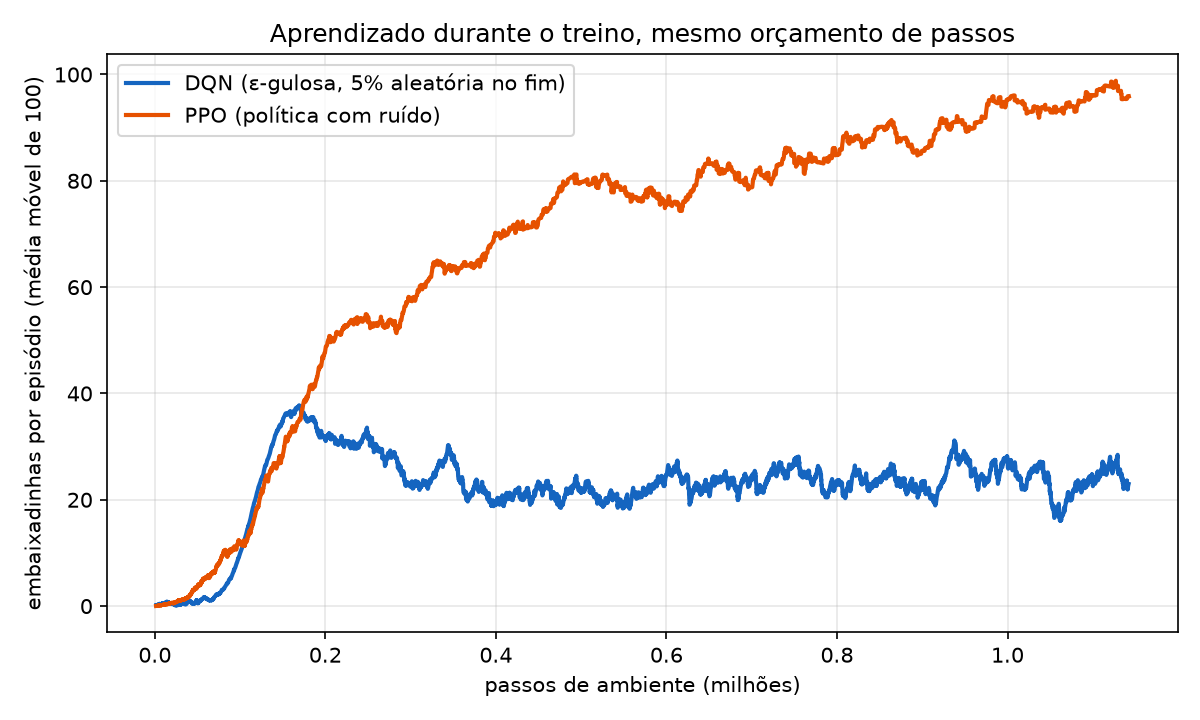 Aprendizado durante o treino, mesmo orçamento de passos
DQN (ε-gulosa, 5% aleatória no fim)
PPO (política com ruído)
embaixadinhas por episódio (média móvel de 100)
100
80
60
40
20
0
0.0
0.2
0.4
0.6
0.8
1.0
passos de ambiente (milhões)